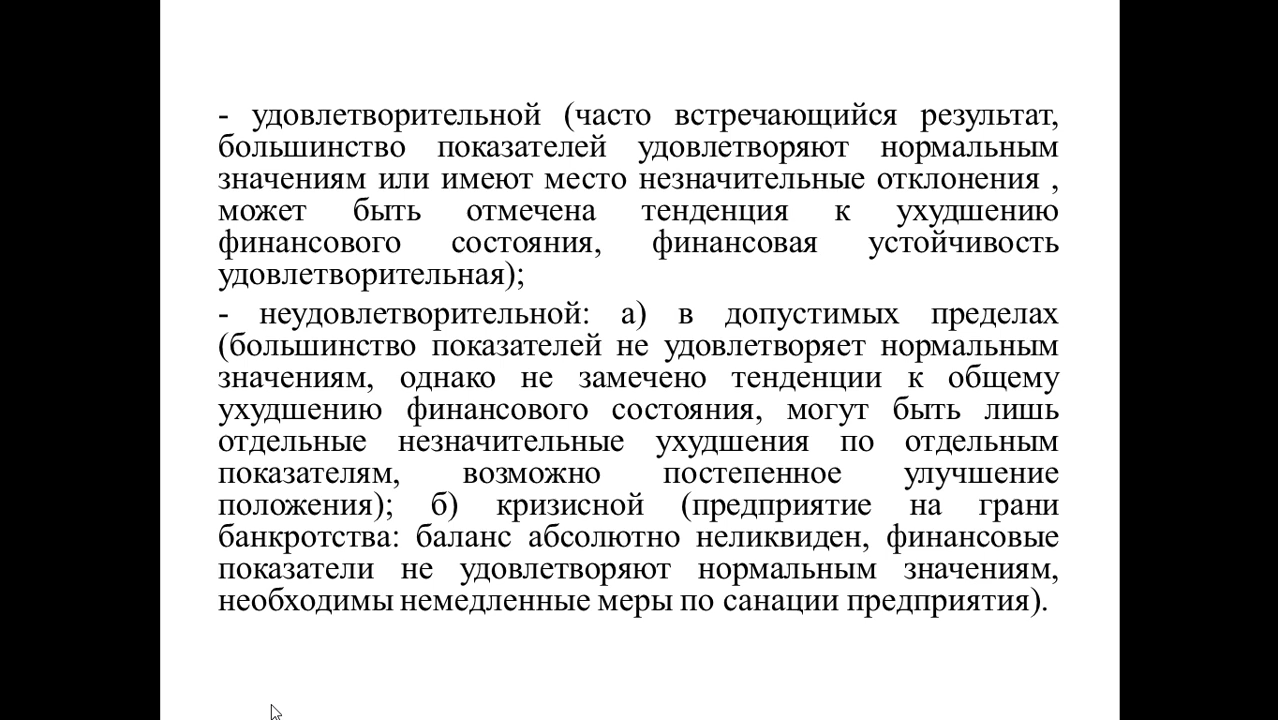 - удовлетворительной (часто встречающийся результат,
большинство показателей удовлетворяют нормальным
значениям или имеют место незначительные отклонения ,
может быть отмечена тенденция к ухудшению
финансового состояния, финансовая устойчивость
удовлетворительная);
- неудовлетворительной: а) в допустимых пределах
(большинство показателей не удовлетворяет нормальным
значениям, однако не замечено тенденции к общему
ухудшению финансового состояния, могут быть лишь
отдельные незначительные ухудшения по отдельным
показателям, возможно постепенное улучшение
положения); б) кризисной (предприятие на грани
банкротства: баланс абсолютно неликвиден, финансовые
показатели не удовлетворяют нормальным значениям,
необходимы немедленные меры по санации предприятия).